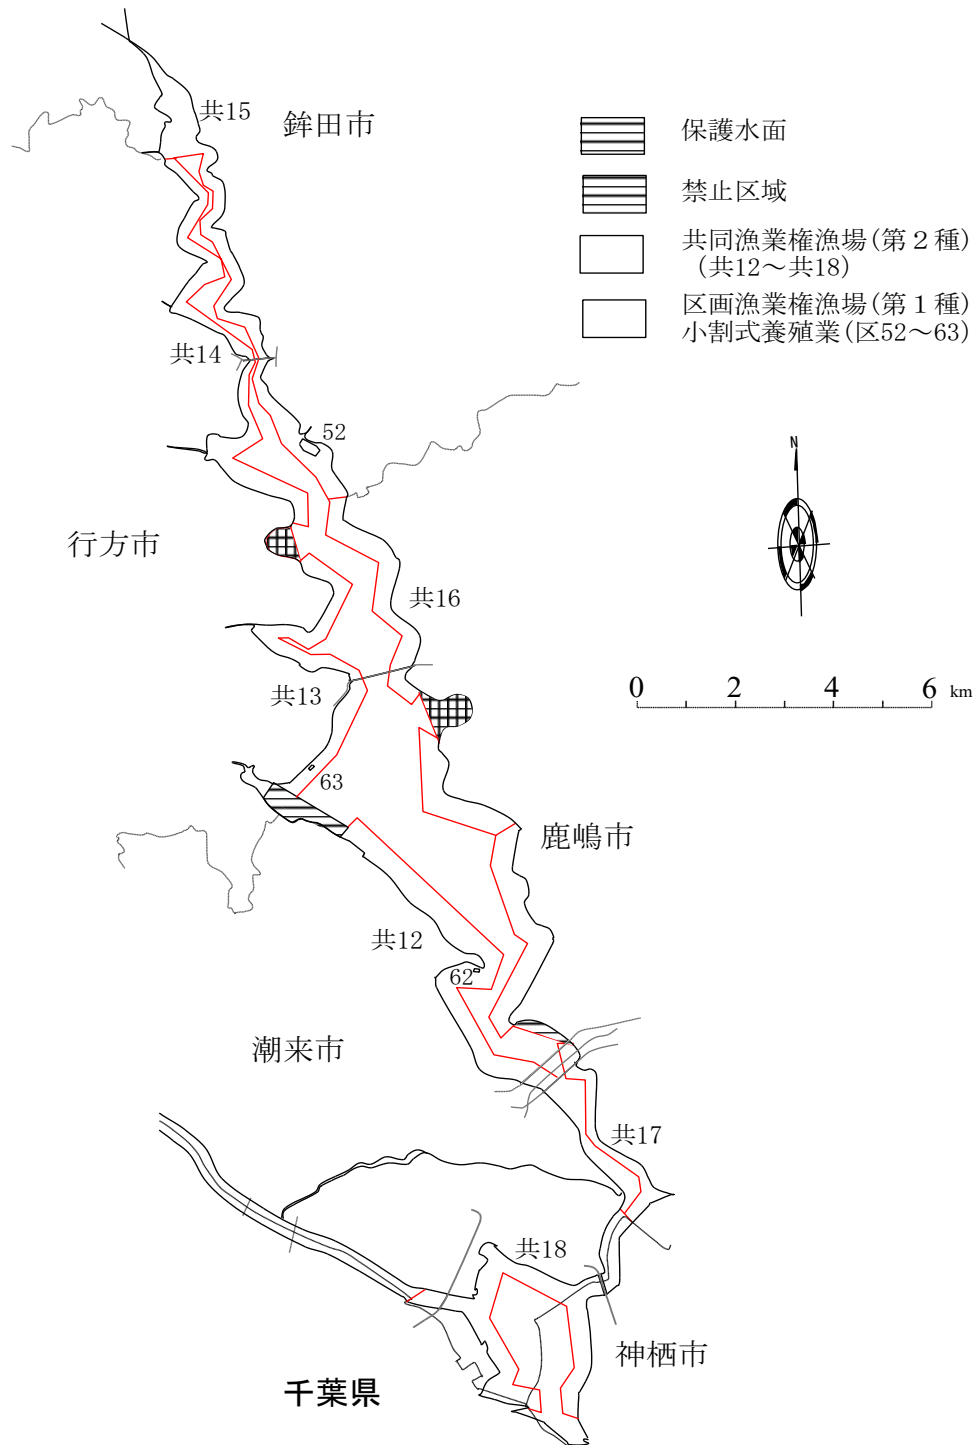 共15
鉾田市
保護水面
禁止区域
共同漁業権漁場(第２種)
(共12～共18)
区画漁業権漁場(第１種)
小割式養殖業(区52～63)
共14
52
N
行方市
共16
共13
0 2 4 6 km
63
鹿嶋市
共12
62
潮来市
共17
共18
神栖市
千葉県